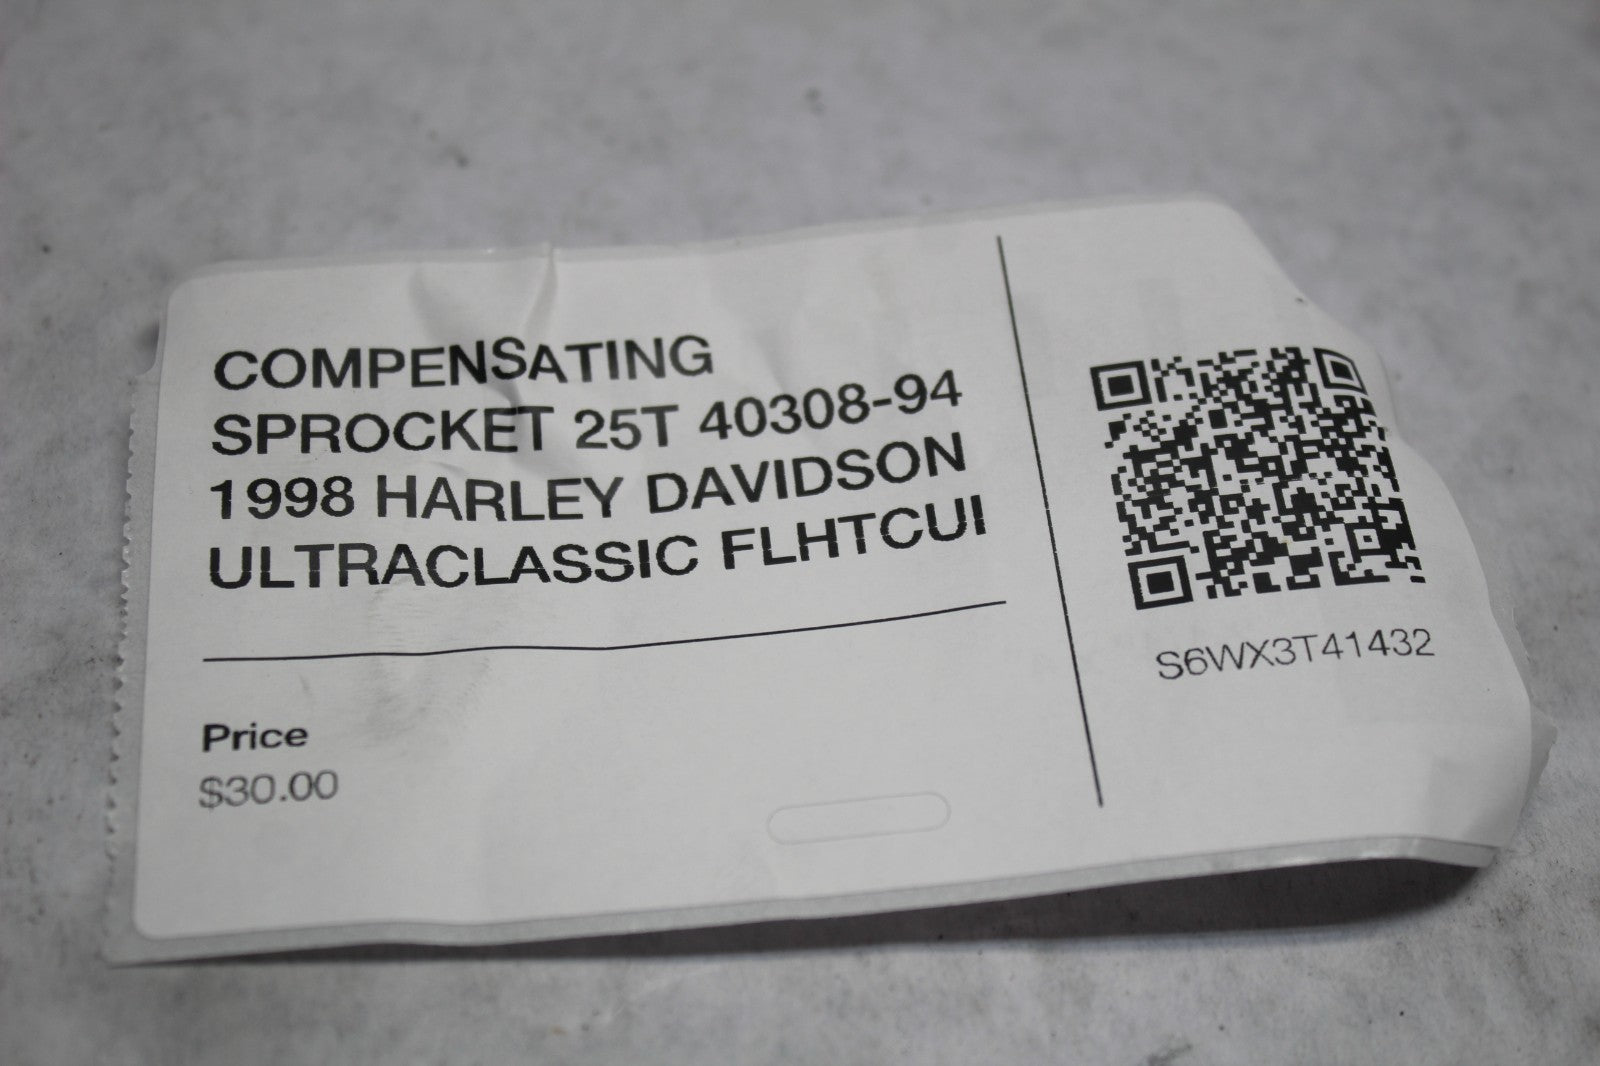 COMPENSATING
SPROCKET 25T 40308-94
1998 HARLEY DAVIDSON
ULTRACLASSIC FLHTCUI
Price
$30.00
S6WX3T41432